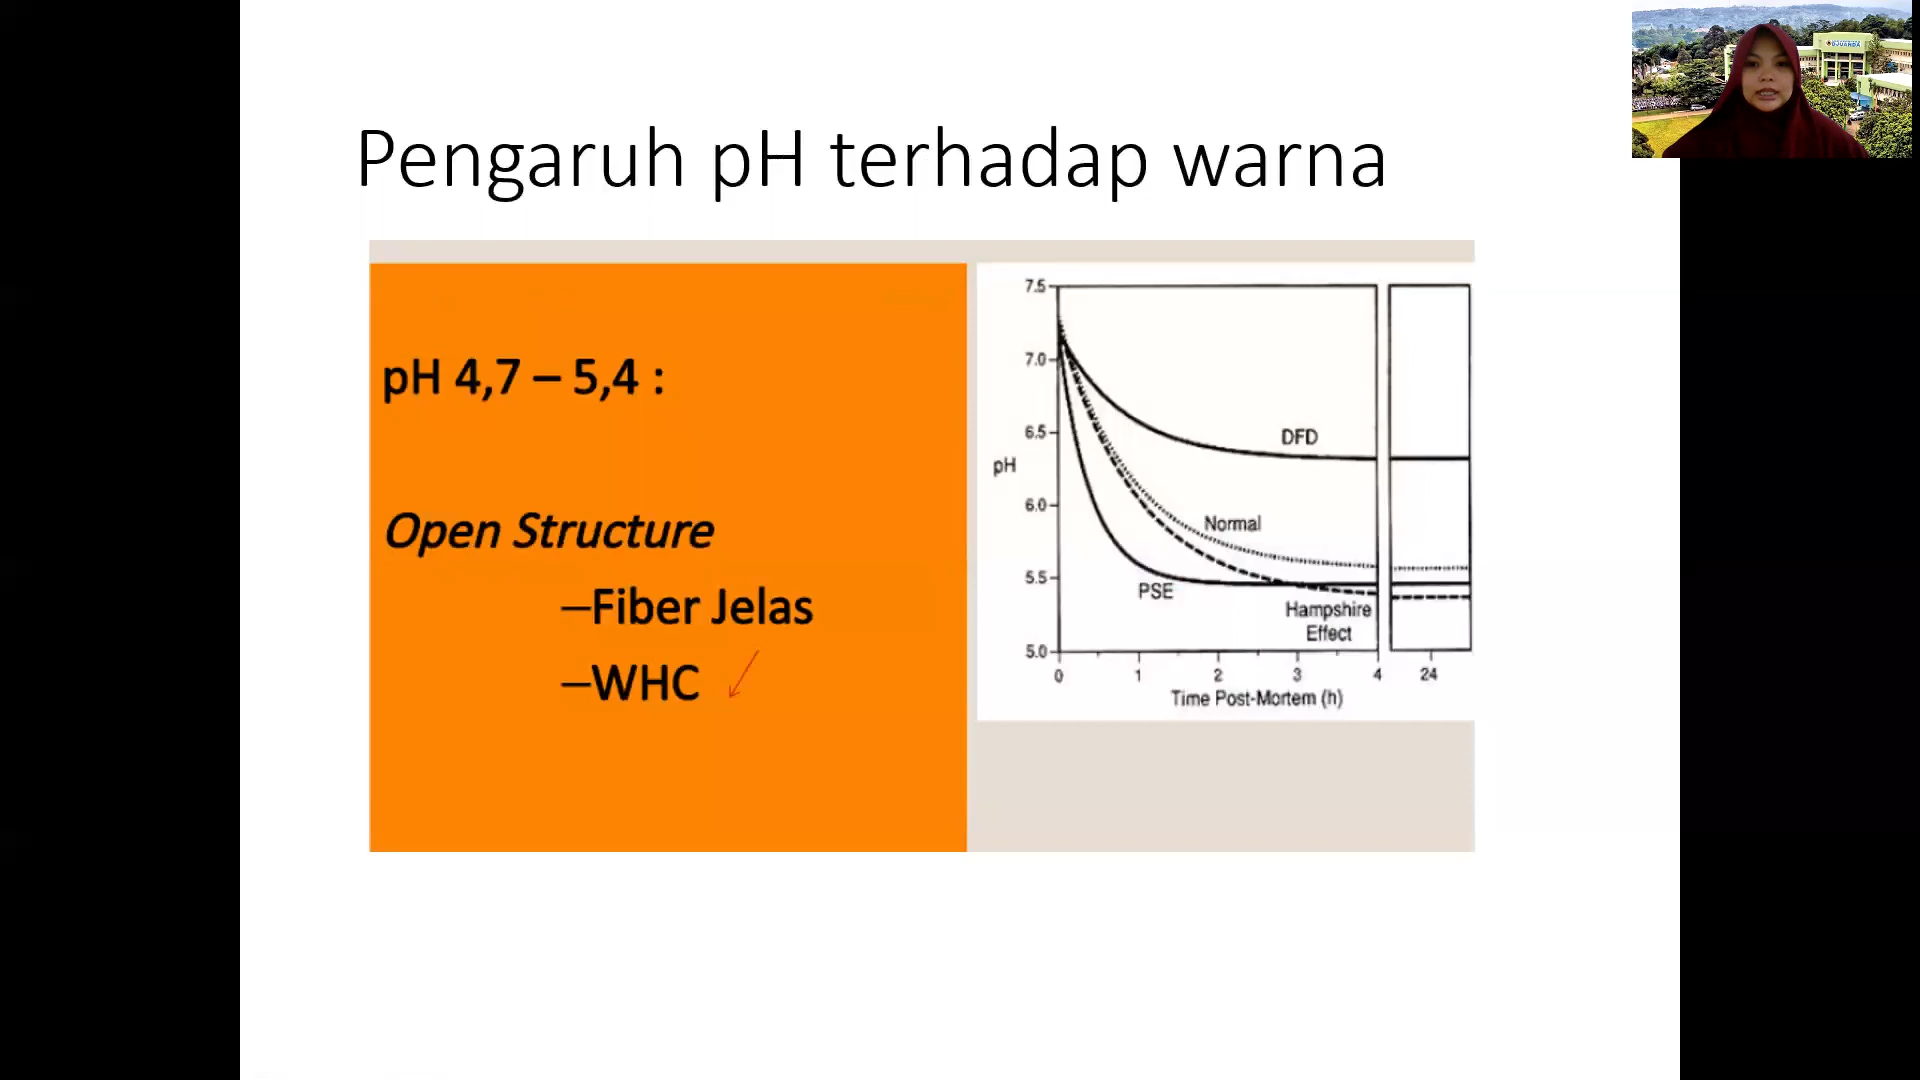 Pengaruh pH terhadap warna
pH 4,7 – 5,4 :
Open Structure
–Fiber Jelas
–WHC
7.5
7.0
6.5
6.0
5.5
5.0
pH
DFD
Normal
PSE
Hampshire
Effect
0 1 2 3 4 24
Time Post-Mortem (h)
DJUANDA